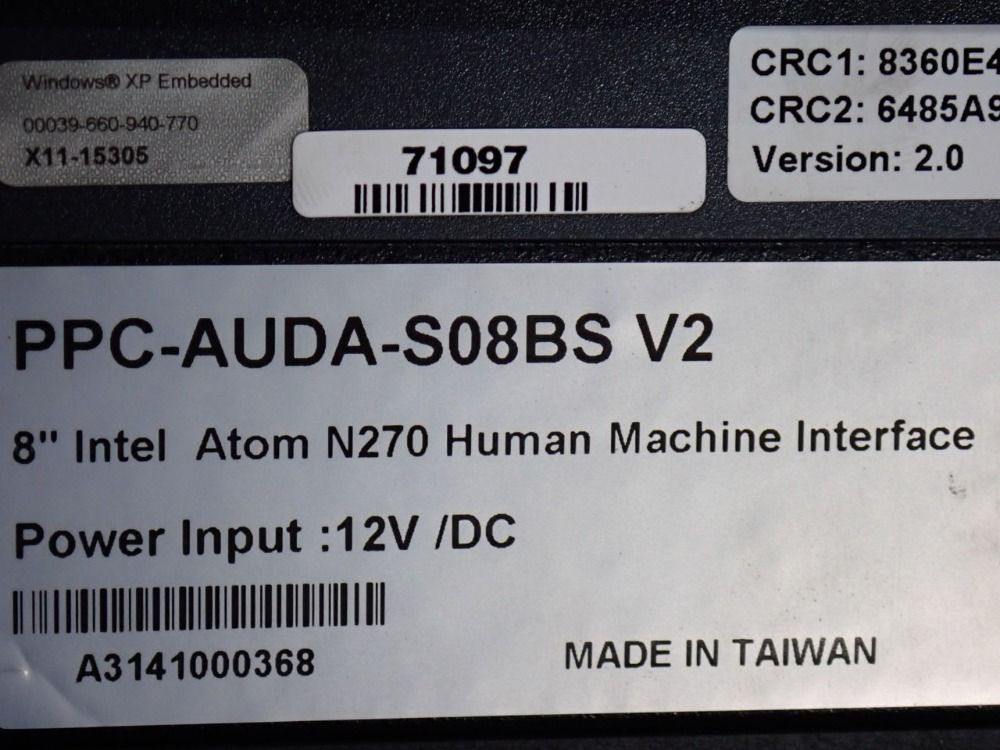 Windows® XP Embedded
00039-660-940-770
X11-15305
71097
CRC1: 8360E4
CRC2: 6485A9
Version: 2.0
PPC-AUDA-S08BS V2
8" Intel Atom N270 Human Machine Interface
Power Input :12V /DC
A3141000368
MADE IN TAIWAN